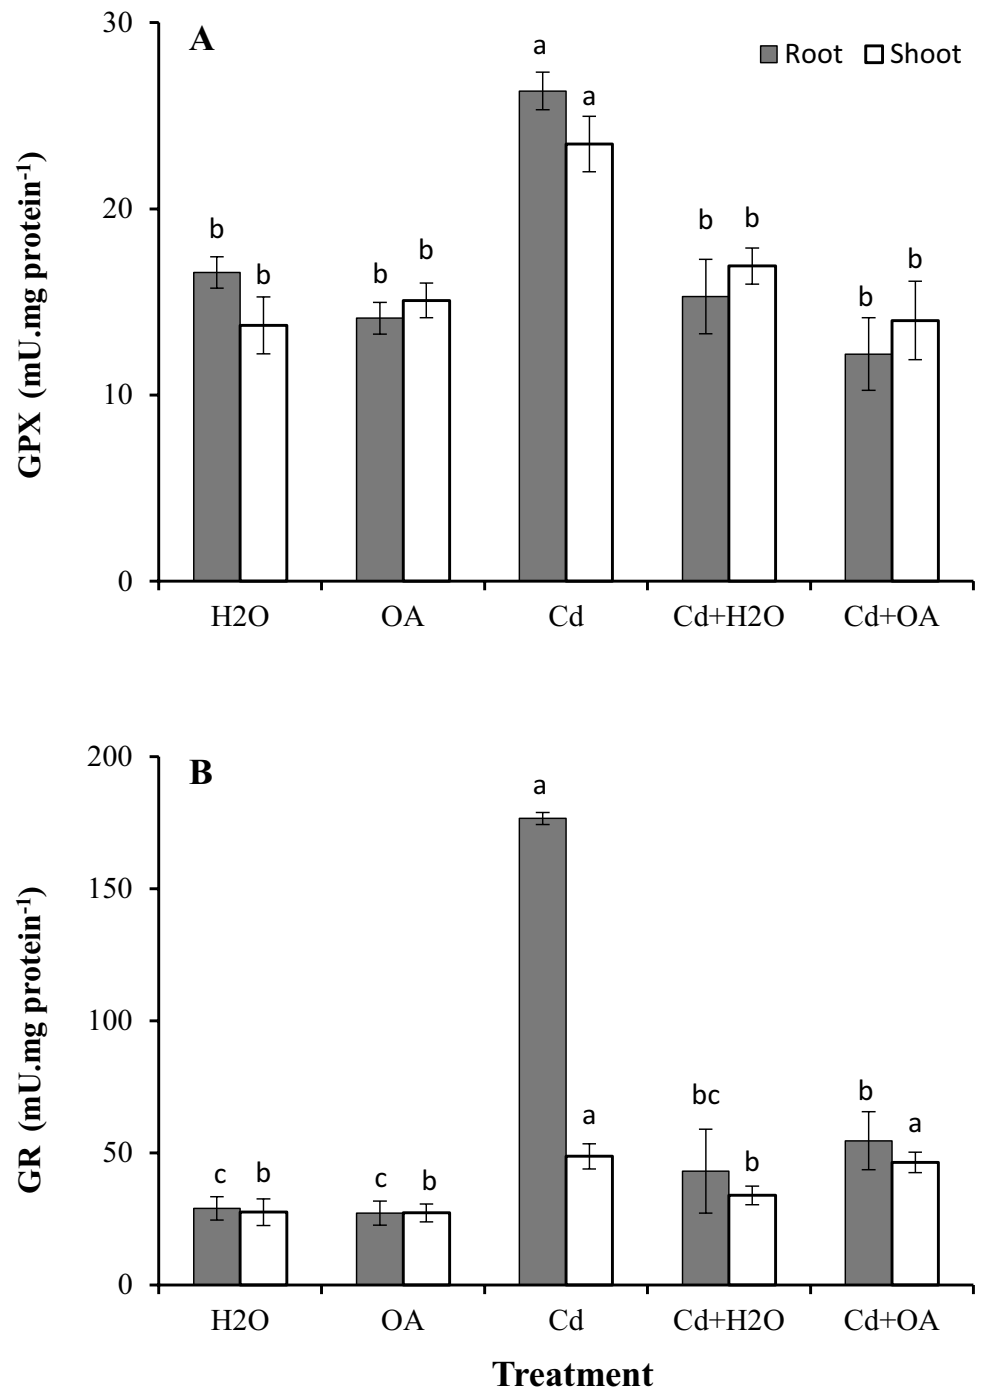 A
Root Shoot
GPX (mU.mg protein-1)
30
20
10
0
b b b b a a b b b b
H2O OA Cd Cd+H2O Cd+OA
B
GR (mU.mg protein-1)
200
150
100
50
0
c b c b a a bc b b a
H2O OA Cd Cd+H2O Cd+OA
Treatment